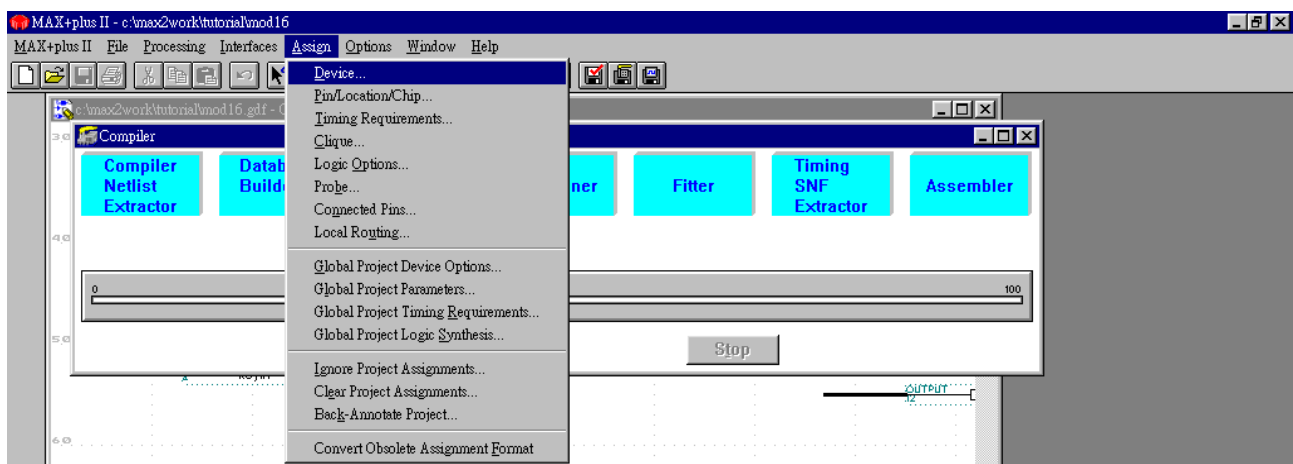 MAX+plus II - c:\max2work\tutorial\mod16
MAX+plus II File Processing Interfaces Assign Options Window Help
c:\max2work\tutorial\mod16.gdf - G
Compiler
Compiler Netlist Extractor
Fitter
Timing SNF Extractor
Assembler
Device...
Pin/Location/Chip...
Timing Requirements...
Clique...
Logic Options...
Probe...
Connected Pins...
Local Routing...
Global Project Device Options...
Global Project Parameters...
Global Project Timing Requirements...
Global Project Logic Synthesis...
Ignore Project Assignments...
Clear Project Assignments...
Back-Annotate Project...
Convert Obsolete Assignment Format
0
100
Stop
OUTPUT
40
50
60